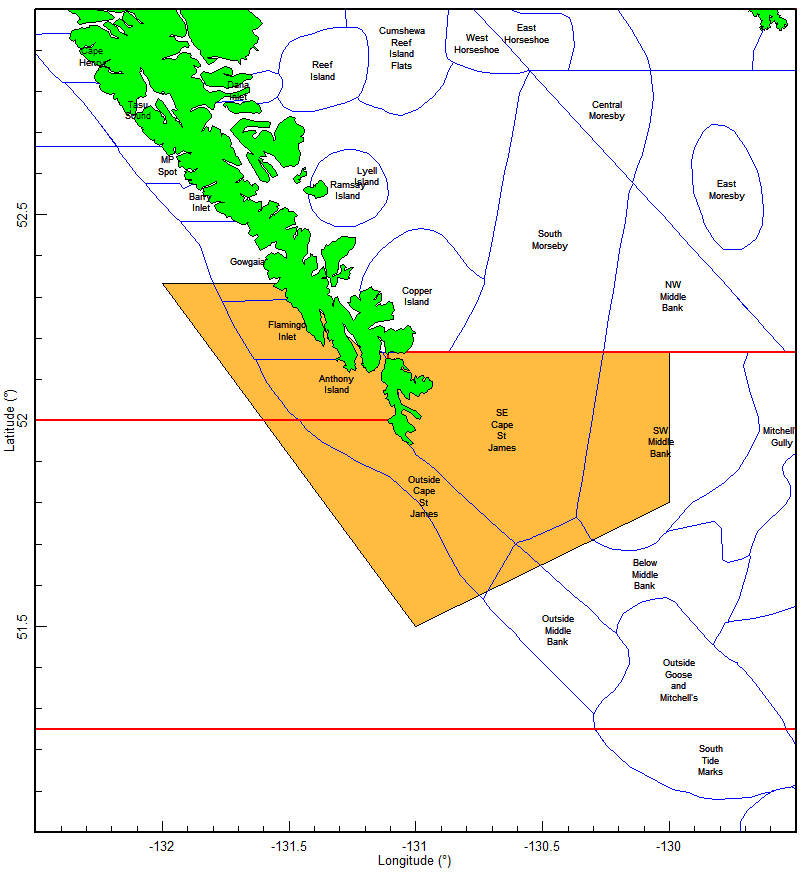 Cape
Henry
Tasu
Sound
Dana
Inlet
Reef
Island
Cumshewa
Reef
Island
Flats
West
Horseshoe
East
Horseshoe
Central
Moresby
East
Moresby
MP
Spot
Barry
Inlet
Lyell
Island
Ramsay
Island
South
Morseby
Gowgaia
Copper
Island
NW
Middle
Bank
Flamingo
Inlet
Anthony
Island
SE
Cape
St
James
SW
Middle
Bank
Mitchell's
Gully
Outside
Cape
St
James
Below
Middle
Bank
Outside
Middle
Bank
Outside
Goose
and
Mitchell's
South
Tide
Marks
52.5
52
51.5
Latitude (°)
-132
-131.5
-131
-130.5
-130
Longitude (°)